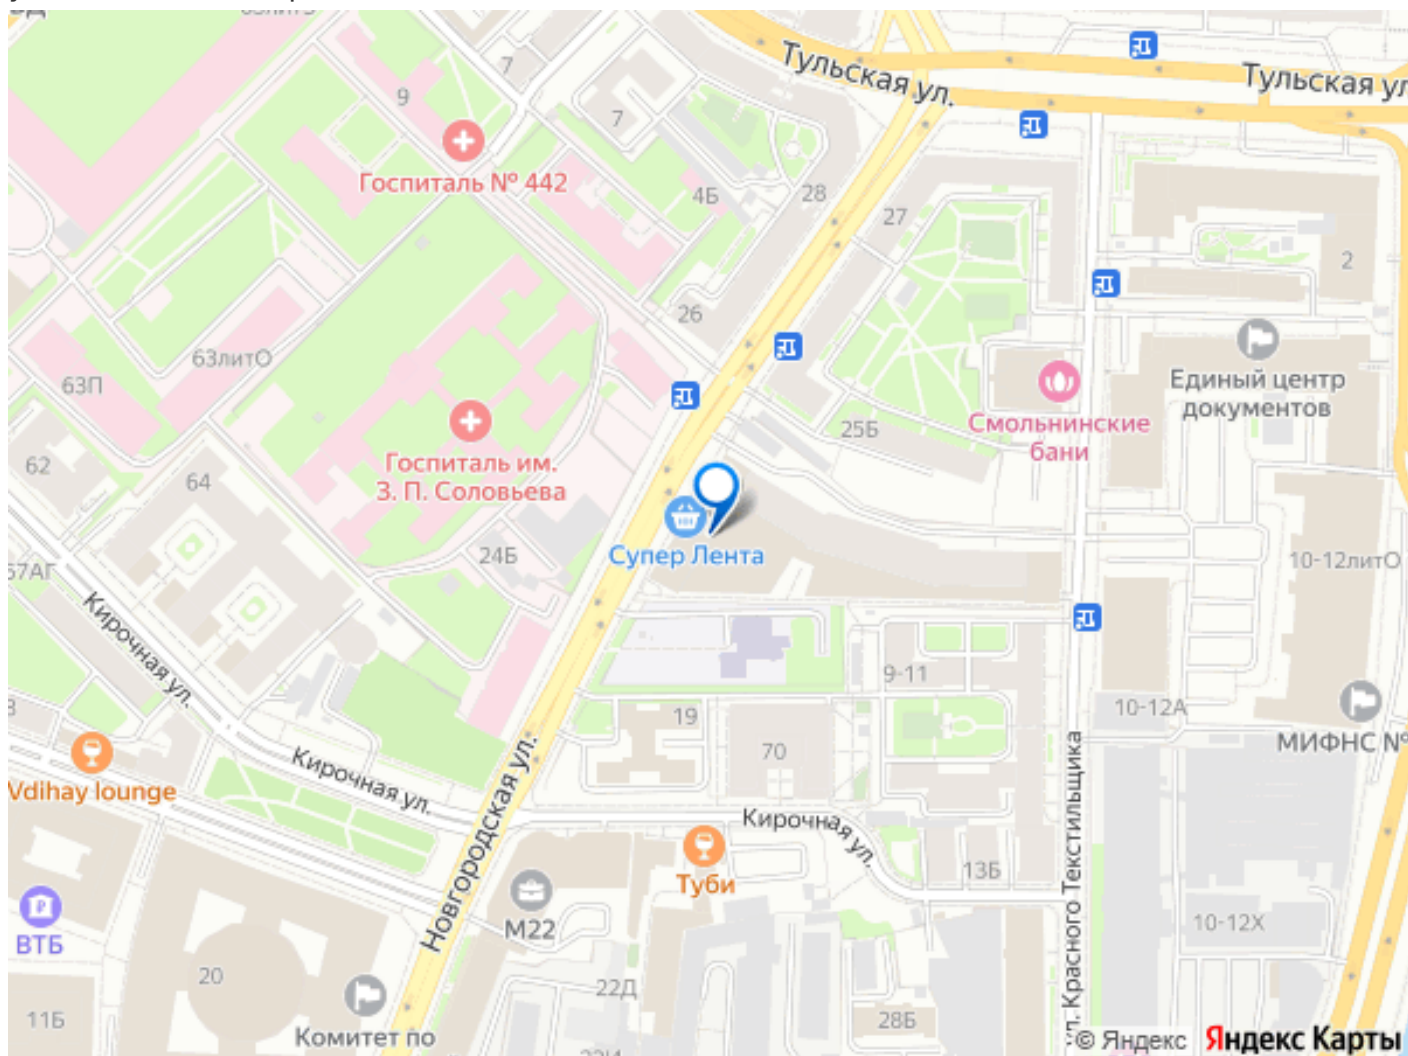 Тульская ул.
Тульская ул
7
9
7
Госпиталь № 442
4Б
28
27
2
26
63литО
63П
Единый центр
документов
Смольнинские
бани
25Б
Госпиталь им.
З. П. Соловьева
62
64
24Б
Супер Лента
10-12литО
57АГ
Кирочная ул.
9-11
10-12А
19
70
МИФНС №
Vdihay lounge
Кирочная ул.
Новгородская ул.
Кирочная ул.
ул. Красного Текстильщика
Туби
13Б
М22
ВТБ
10-12Х
20
22Д
11Б
28Б
Комитет по
© Яндекс
Яндекс Карты